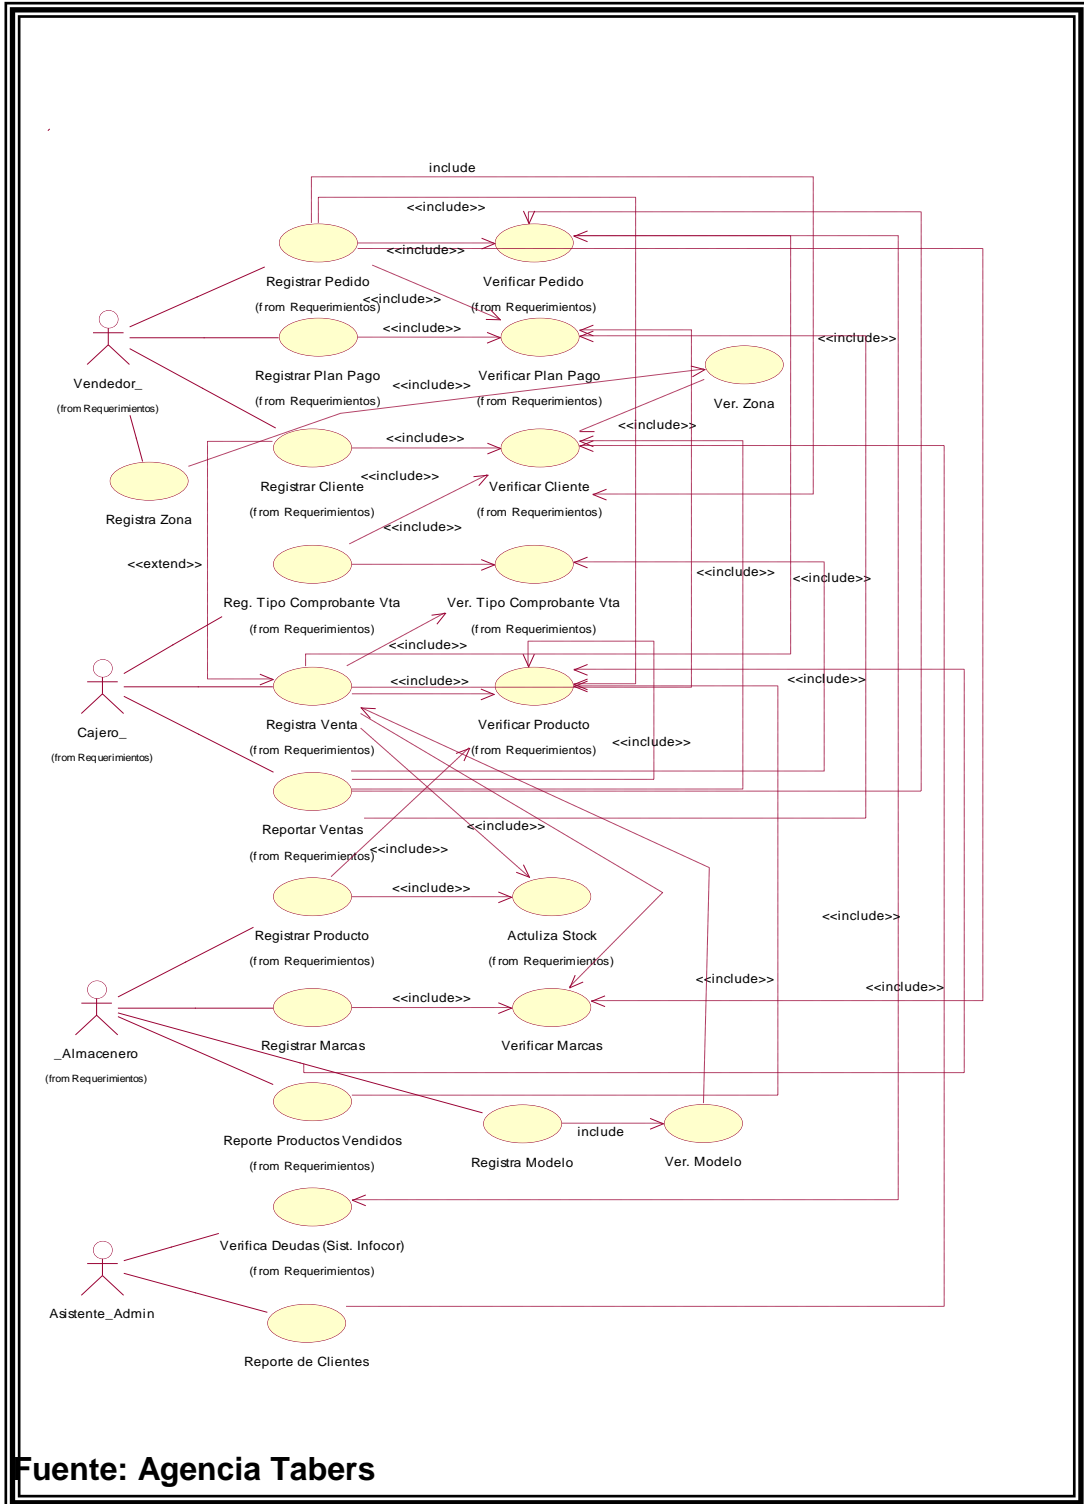 include
<<include>>
<<include>>
Registrar Pedido
(from Requerimientos)
Verificar Pedido
(from Requerimientos)
<<include>>
<<include>>
<<include>>
Vendedor_
(from Requerimientos)
Registrar Plan Pago
(from Requerimientos)
Verificar Plan Pago
(from Requerimientos)
<<include>>
Ver. Zona
<<include>>
<<include>>
Registrar Cliente
(from Requerimientos)
<<include>>
Verificar Cliente
(from Requerimientos)
Registra Zona
<<include>>
<<extend>>
<<include>>
<<include>>
Reg. Tipo Comprobante Vta
(from Requerimientos)
Ver. Tipo Comprobante Vta
(from Requerimientos)
<<include>>
<<include>>
<<include>>
Cajero_
(from Requerimientos)
Registra Venta
(from Requerimientos)
Verificar Producto
(from Requerimientos)
<<include>>
Reportar Ventas
(from Requerimientos)
<<include>>
<<include>>
<<include>>
Registrar Producto
(from Requerimientos)
Actuliza Stock
(from Requerimientos)
<<include>>
<<include>>
<<include>>
<<include>>
Registrar Marcas
Verificar Marcas
_Almacenero
(from Requerimientos)
Reporte Productos Vendidos
(from Requerimientos)
include
Registra Modelo
Ver. Modelo
Verifica Deudas (Sist. Infocor)
(from Requerimientos)
Asistente_Admin
Reporte de Clientes
Fuente: Agencia Tabers